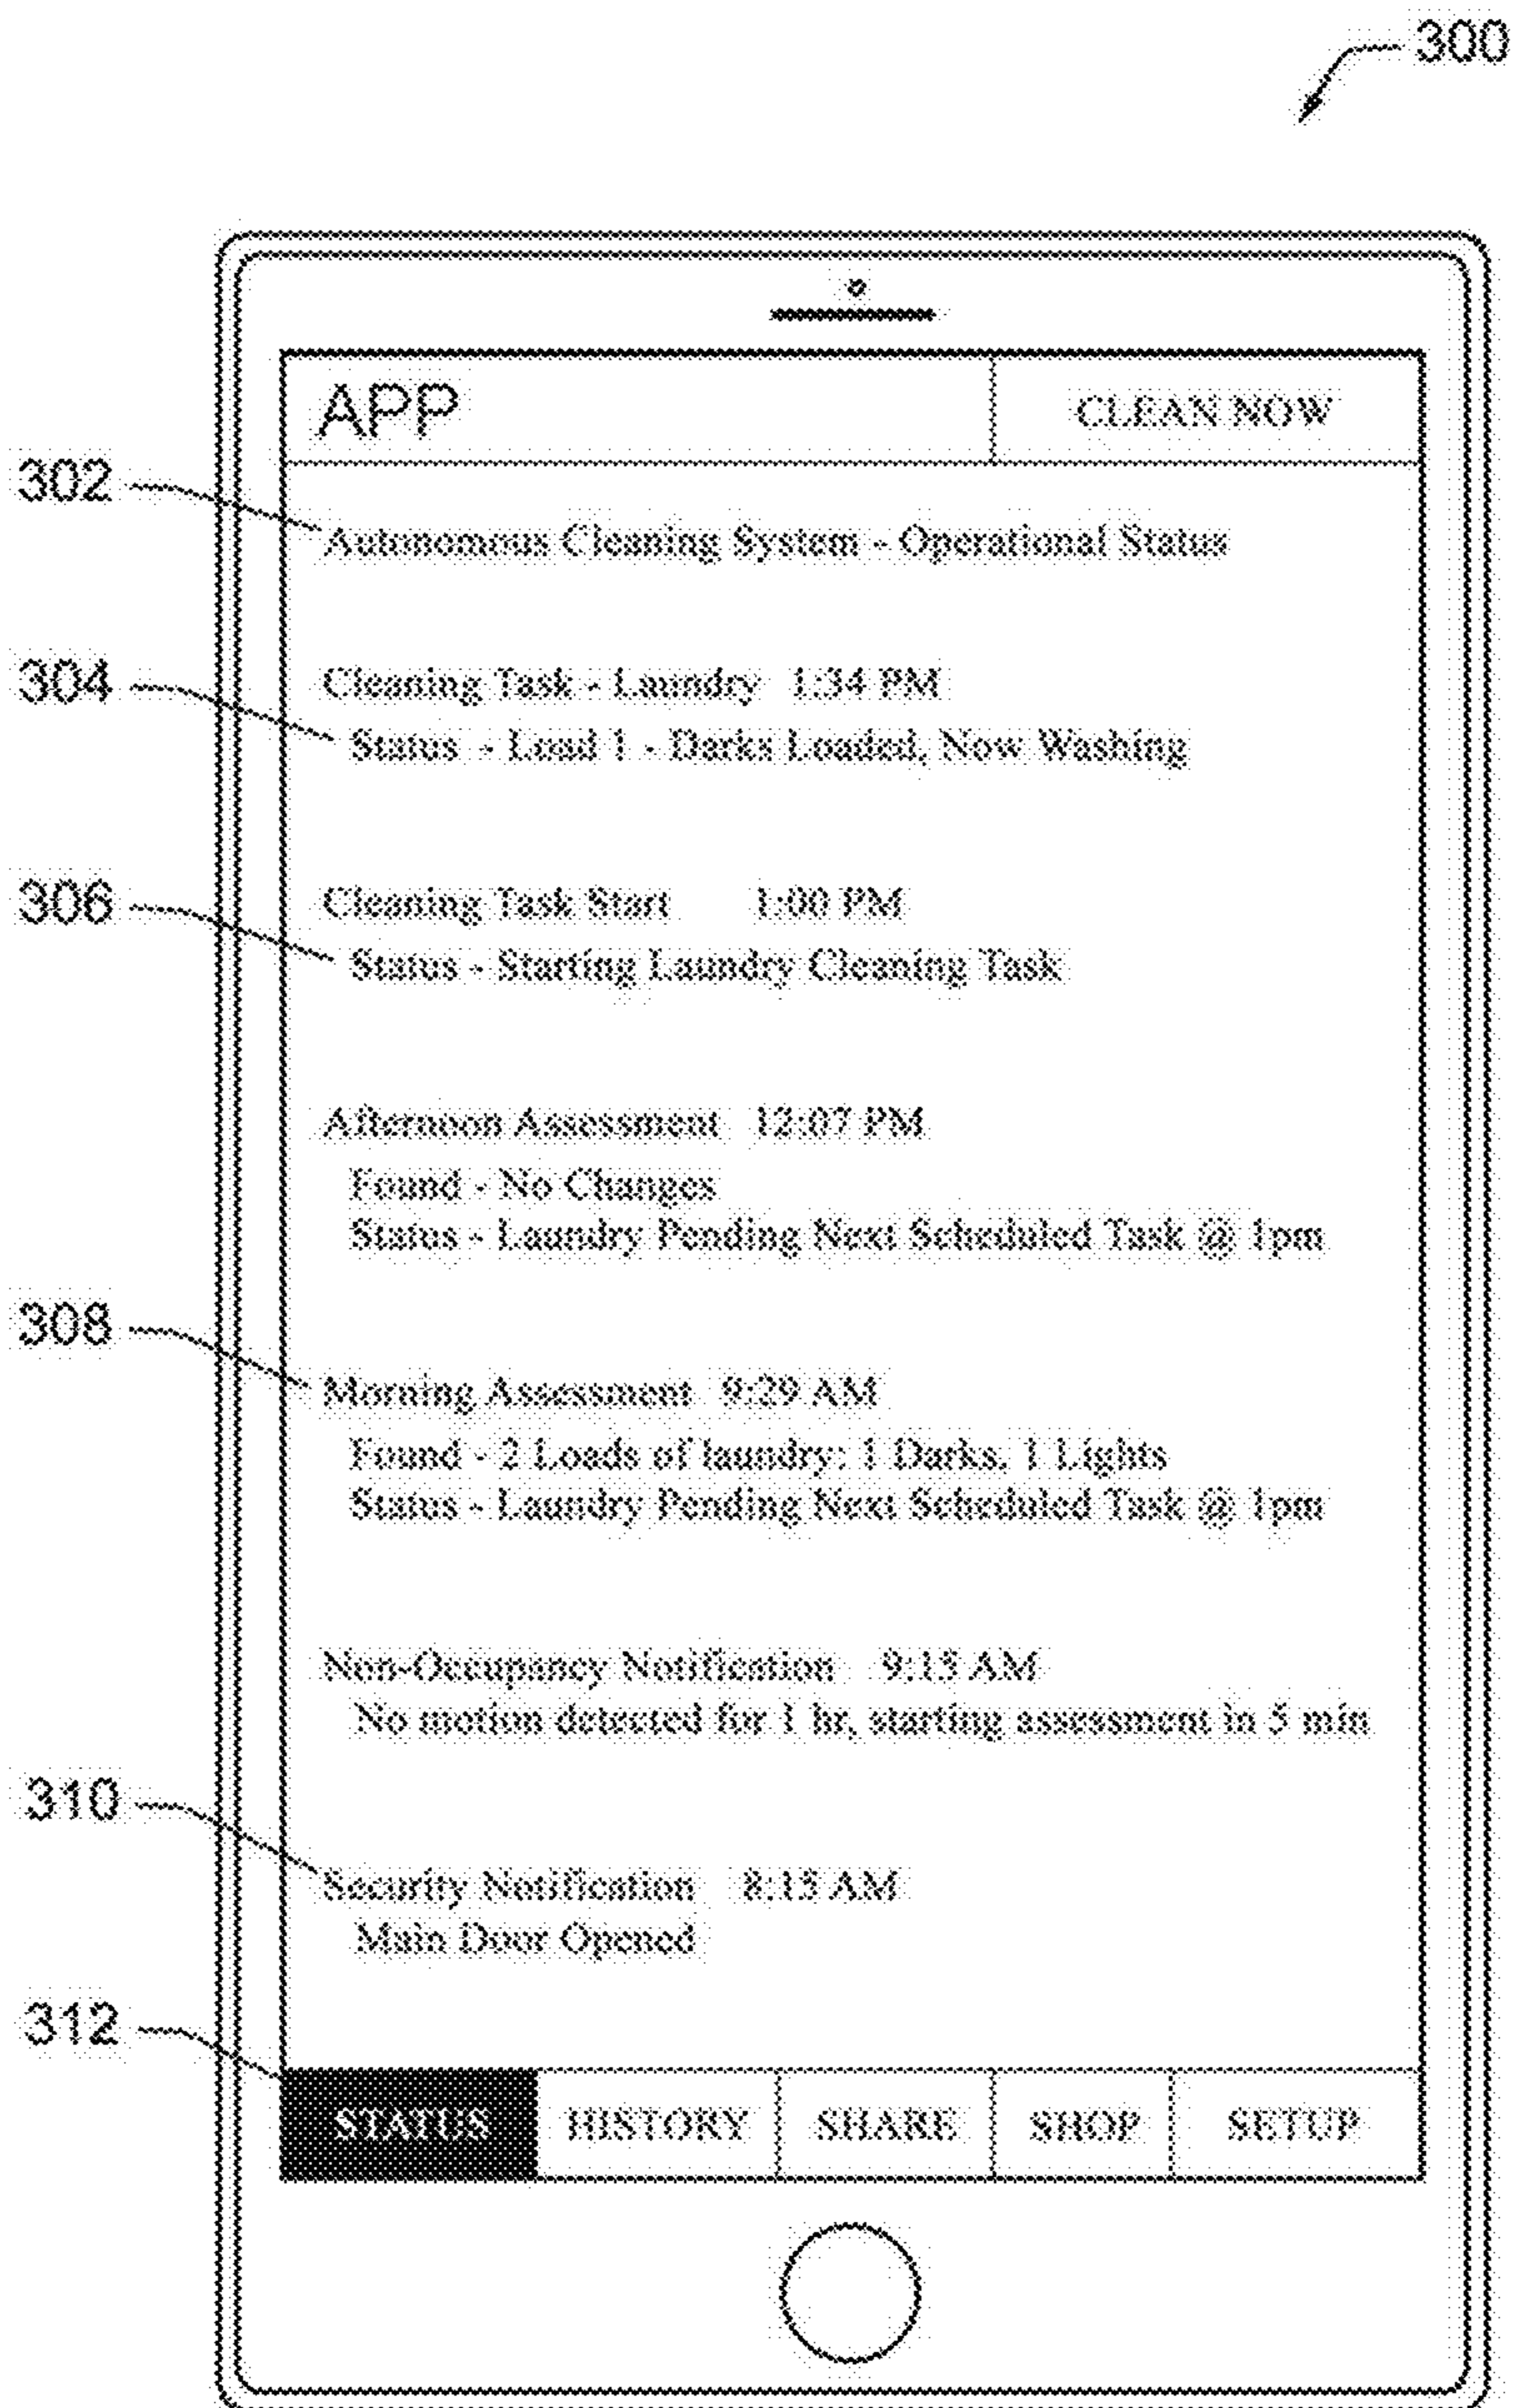 300
APP
CLEAN NOW
302
Autonomous Cleaning System - Operational Status
304
Cleaning Task - Laundry 1:34 PM
Status - Load 1 - Darks Loaded, Now Washing
306
Cleaning Task Start 1:00 PM
Status - Starting Laundry Cleaning Task
Afternoon Assessment 12:07 PM
Found - No Changes
Status - Laundry Pending Next Scheduled Task @ 1pm
308
Morning Assessment 9:29 AM
Found - 2 Loads of laundry: 1 Darks, 1 Lights
Status - Laundry Pending Next Scheduled Task @ 1pm
Non-Occupancy Notification 9:15 AM
No motion detected for 1 hr, starting assessment in 5 min
310
Security Notification 8:15 AM
Main Door Opened
312
STATUS HISTORY SHARE SHOP SETUP